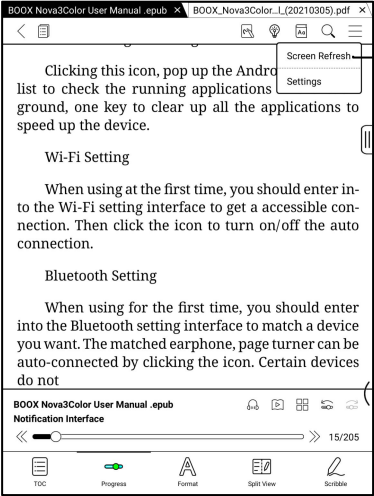 BOOX Nova3Color User Manual .epub × BOOX_Nova3Color...l_(20210305).pdf ×
Aa
Screen Refresh
Settings
Clicking this icon, pop up the Andro
list to check the running applications
ground, one key to clear up all the applications to
speed up the device.
Wi-Fi Setting
When using at the first time, you should enter in-
to the Wi-Fi setting interface to get a accessible con-
nection. Then click the icon to turn on/off the auto
connection.
Bluetooth Setting
When using for the first time, you should enter
into the Bluetooth setting interface to match a device
you want. The matched earphone, page turner can be
auto-connected by clicking the icon. Certain devices
do not
BOOX Nova3Color User Manual .epub
Notification Interface
15/205
TOC Progress Format Split View Scribble